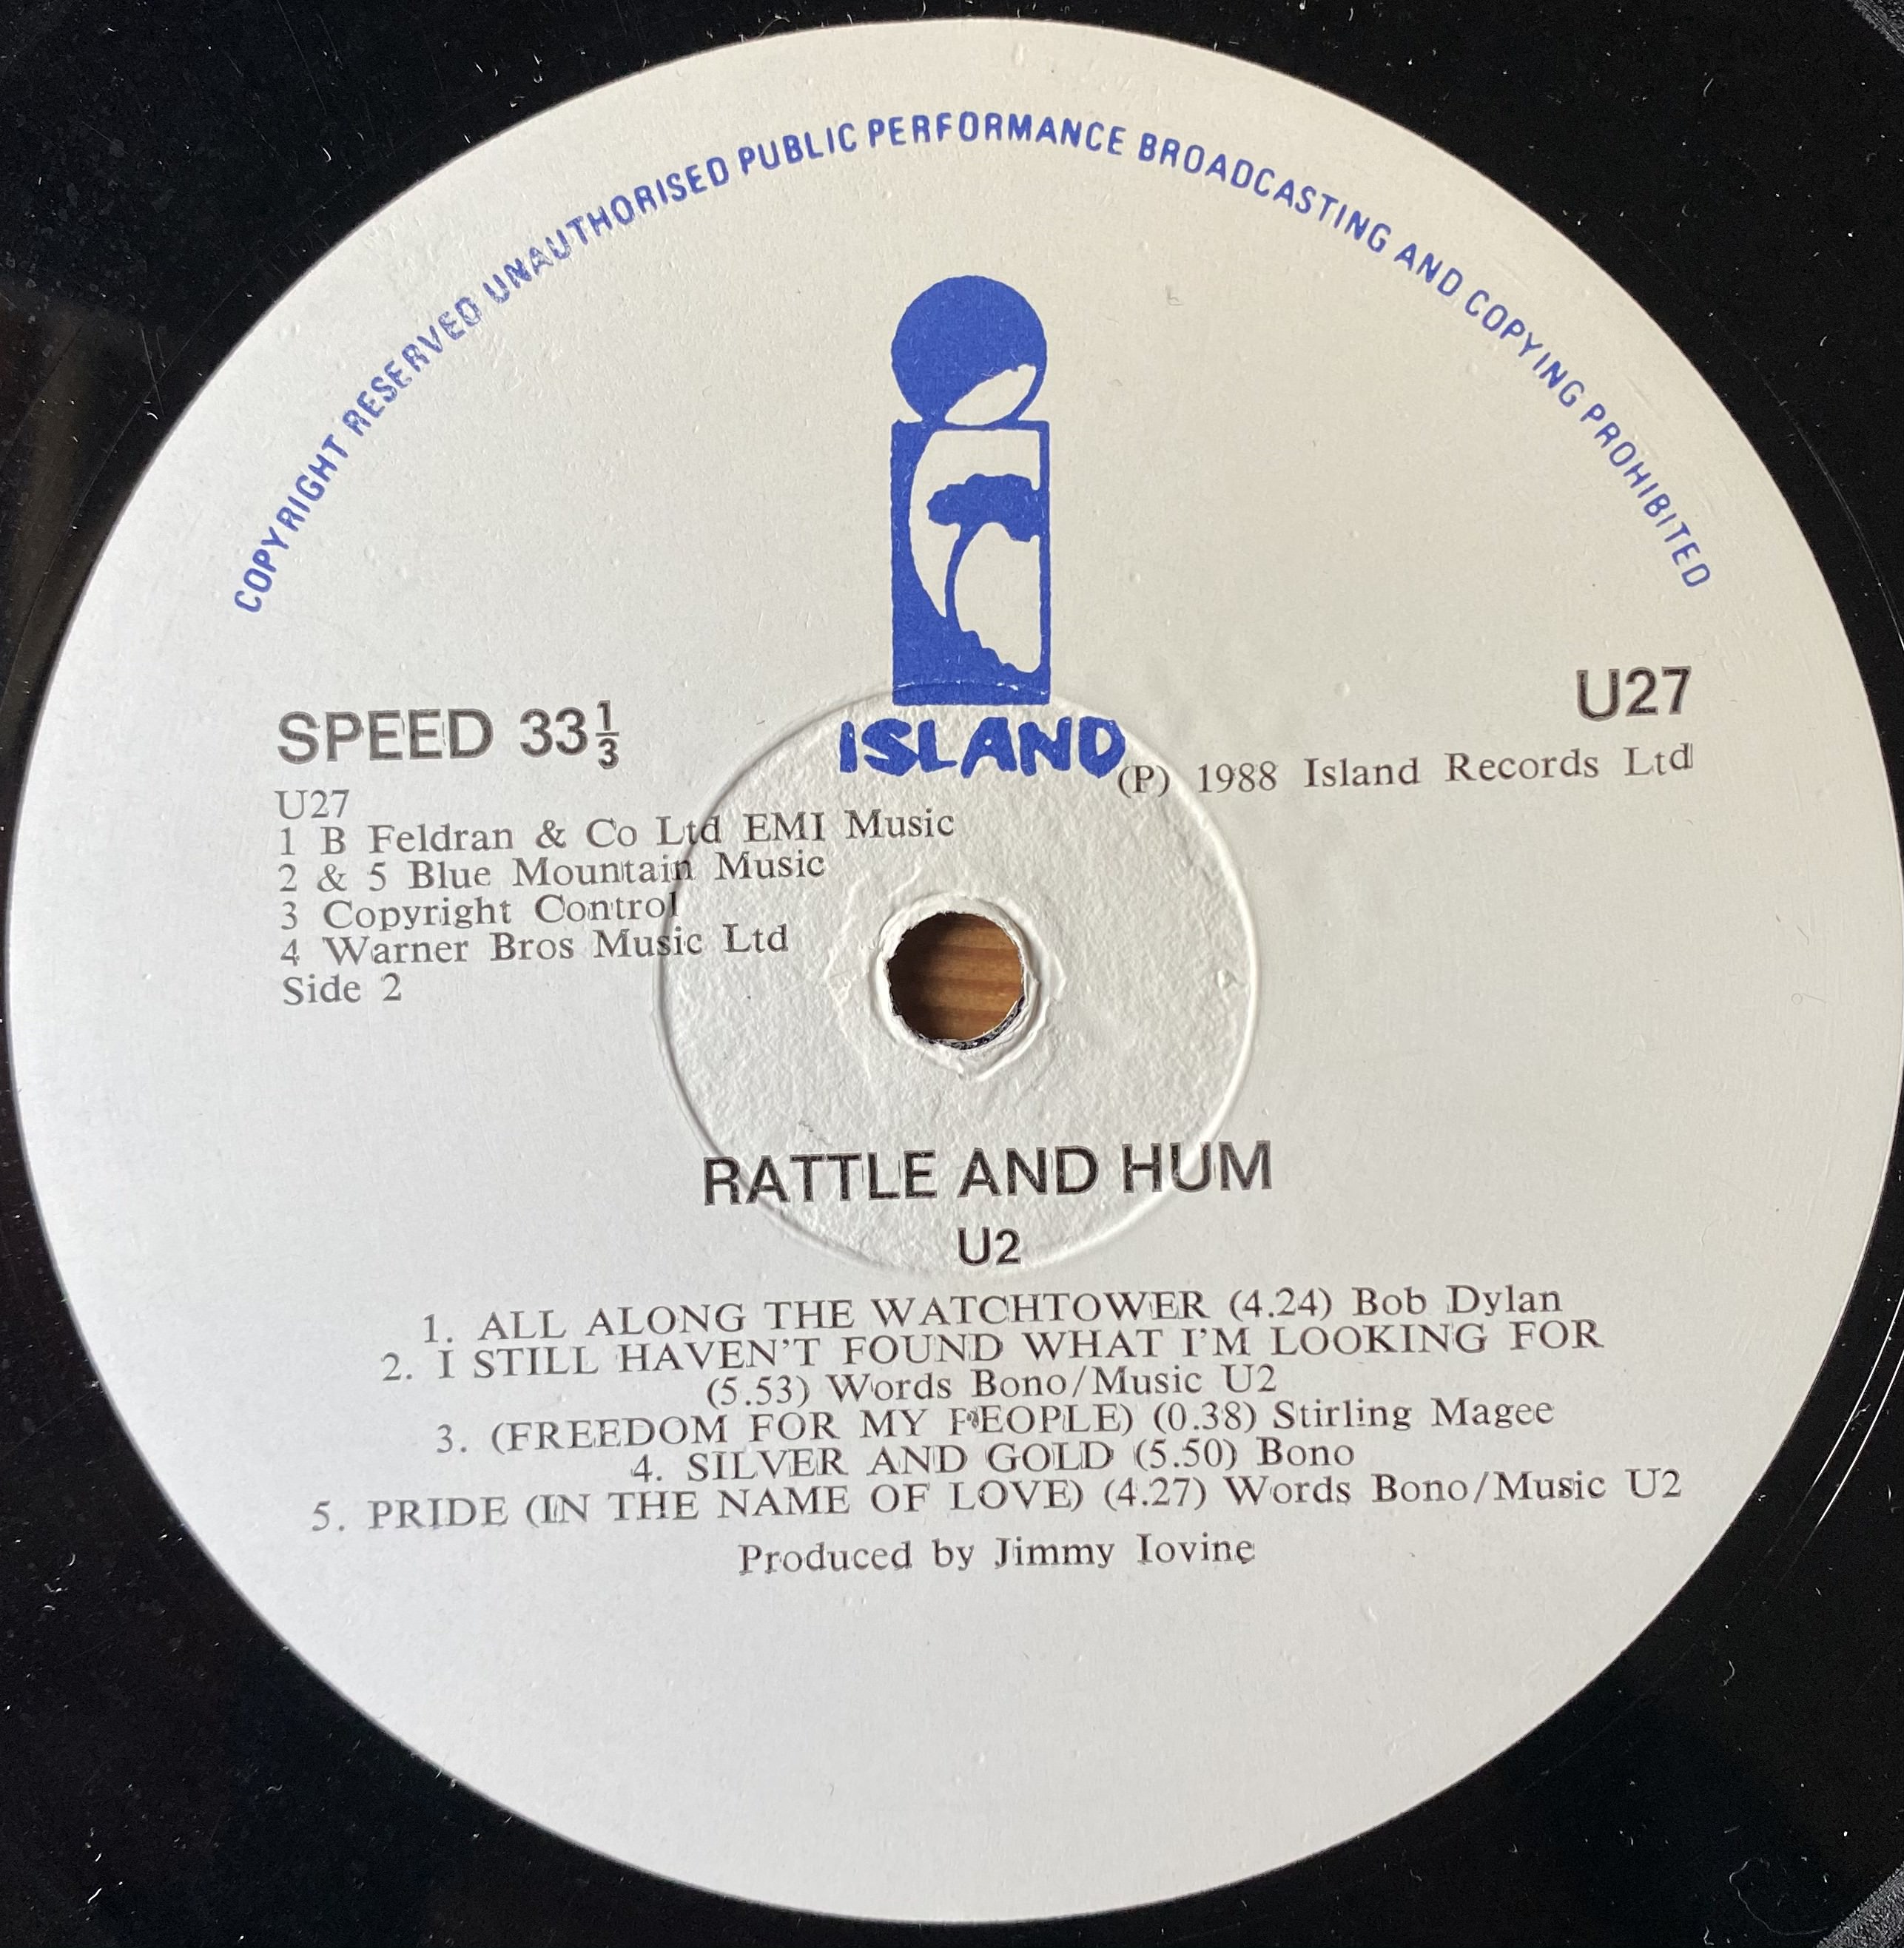 COPYRIGHT RESERVED UNAUTHORISED PUBLIC PERFORMANCE BROADCASTING AND COPYING PROHIBITED
ISLAND
SPEED 33⅓
U27
U27
(P) 1988 Island Records Ltd
1 B Feldran & Co Ltd EMI Music
2 & 5 Blue Mountain Music
3 Copyright Control
4 Warner Bros Music Ltd
Side 2
RATTLE AND HUM
U2
1. ALL ALONG THE WATCHTOWER (4.24) Bob Dylan
2. I STILL HAVEN'T FOUND WHAT I'M LOOKING FOR
(5.53) Words Bono/Music U2
3. (FREEDOM FOR MY PEOPLE) (0.38) Stirling Magee
4. SILVER AND GOLD (5.50) Bono
5. PRIDE (IN THE NAME OF LOVE) (4.27) Words Bono/Music U2
Produced by Jimmy Iovine